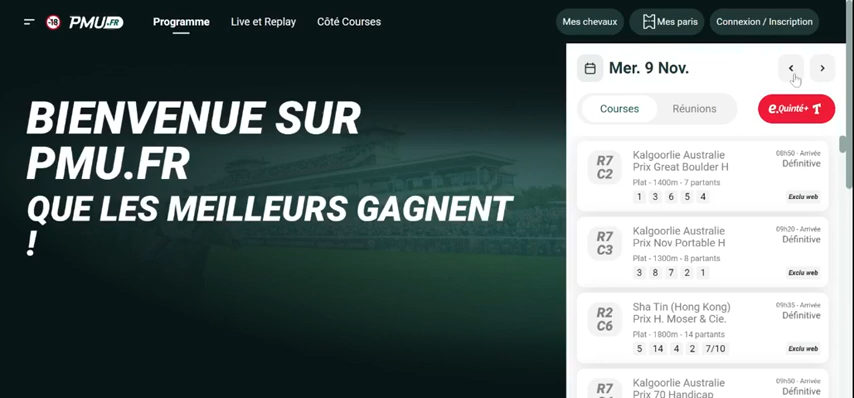 -18 PMU.FR Programme Live et Replay Côté Courses Mes chevaux Mes paris Connexion / Inscription
BIENVENUE SUR
PMU.FR
QUE LES MEILLEURS GAGNENT
!
Mer. 9 Nov.
Courses Réunions e.Quinté+ T
R7 C2
Kalgoorlie Australie
Prix Great Boulder H
Plat - 1400m - 7 partants
1 3 6 5 4
08h50 - Arrivée
Définitive
Exclu web
R7 C3
Kalgoorlie Australie
Prix Nov Portable H
Plat - 1300m - 8 partants
3 8 7 2 1
09h20 - Arrivée
Définitive
Exclu web
R2 C6
Sha Tin (Hong Kong)
Prix H. Moser & Cie.
Plat - 1800m - 14 partants
5 14 4 2 7/10
09h35 - Arrivée
Définitive
Exclu web
R7
Kalgoorlie Australie
Prix 70 Handicap
09h50 - Arrivée
Définitive